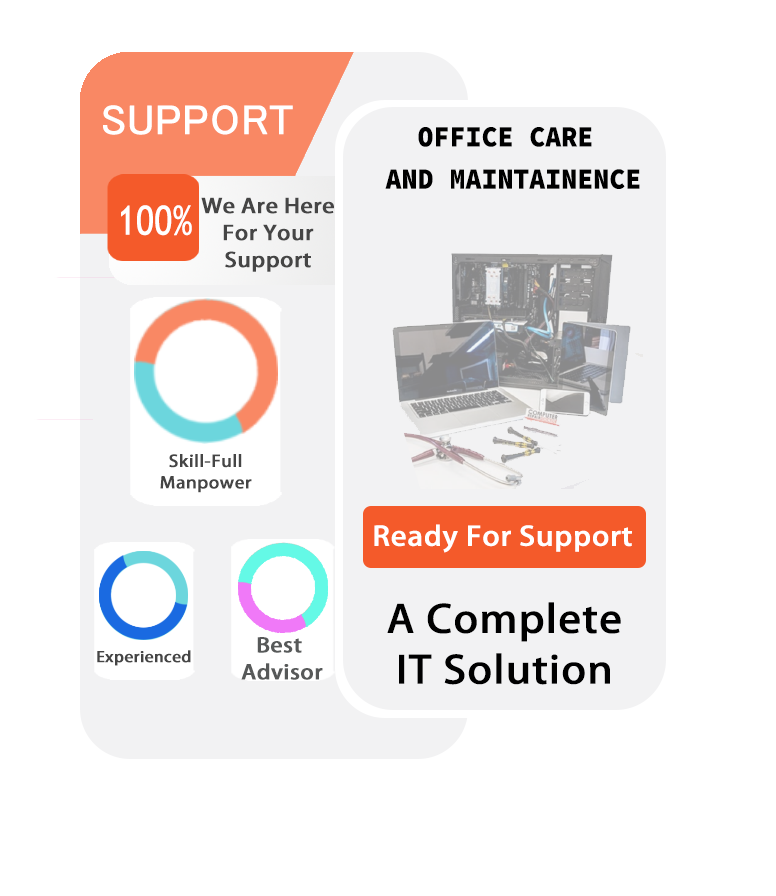 SUPPORT
100%
We Are Here
For Your
Support
Skill-Full
Manpower
Experienced
Best
Advisor
OFFICE CARE
AND MAINTAINENCE
COMPUTER
Ready For Support
A Complete
IT Solution